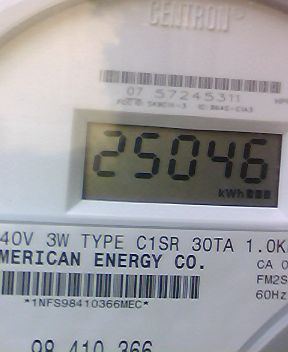 CENTRON®
07 57245311
25046
kWh
40V 3W TYPE C1SR 30TA 1.0K
MERICAN ENERGY CO.
CA 0
FM2S
*1NFS98410366MEC*
60Hz
98 410 366